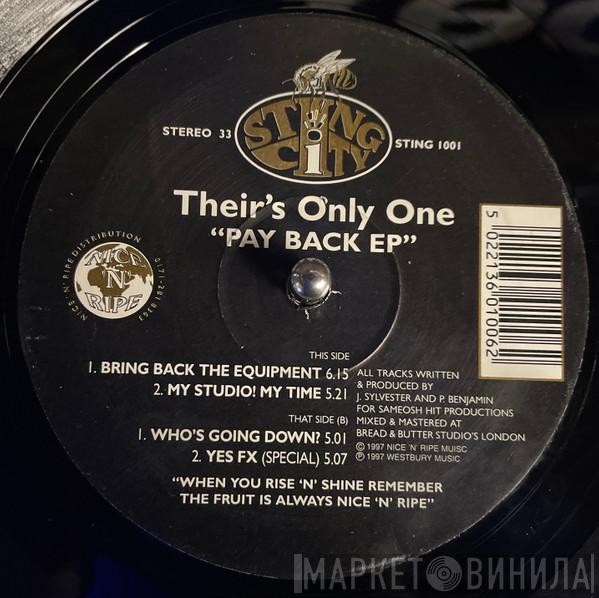 STING CITY
STEREO 33
STING 1001
Their's Only One
“PAY BACK EP”
NICE 'N' RIPE DISTRIBUTION
NICE 'N' RIPE
5 022136 010062
THIS SIDE
1. BRING BACK THE EQUIPMENT 6.15
2. MY STUDIO! MY TIME 5.21
THAT SIDE (B)
1. WHO'S GOING DOWN? 5.01
2. YES FX (SPECIAL) 5.07
ALL TRACKS WRITTEN
& PRODUCED BY
J. SYLVESTER AND P. BENJAMIN
FOR SAMEOSH HIT PRODUCTIONS
MIXED & MASTERED AT
BREAD & BUTTER STUDIO'S LONDON
© 1997 NICE 'N' RIPE MUISC
℗ 1997 WESTBURY MUSIC
“WHEN YOU RISE 'N' SHINE REMEMBER
THE FRUIT IS ALWAYS NICE 'N' RIPE”
МАРКЕТ ВИНИЛА